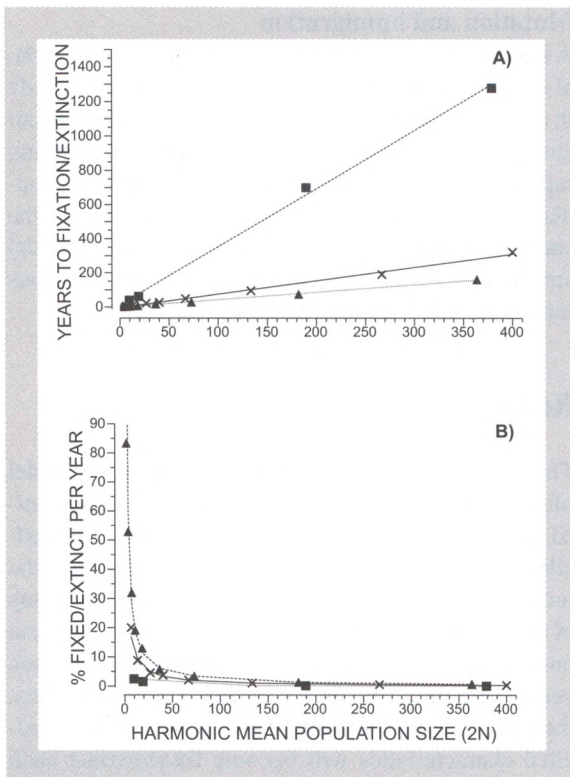 A)
YEARS TO FIXATION/EXTINCTION
1400
1200
1000
800
600
400
200
0
0 50 100 150 200 250 300 350 400
B)
% FIXED/EXTINCT PER YEAR
90
80
70
60
50
40
30
20
10
0
0 50 100 150 200 250 300 350 400
HARMONIC MEAN POPULATION SIZE (2N)